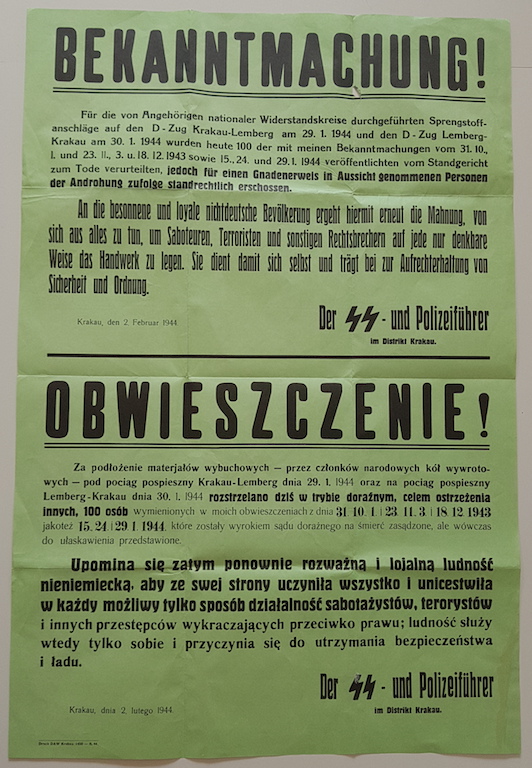 BEKANNTMACHUNG!
Für die von Angehörigen nationaler Widerstandskreise durchgeführten Sprengstoff-
anschläge auf den D-Zug Krakau-Lemberg am 29. 1. 1944 und den D-Zug Lemberg-
Krakau am 30. 1. 1944 wurden heute 100 der mit meinen Bekanntmachungen vom 31. 10.,
1. und 23. 11., 3. u. 18. 12. 1943 sowie 15., 24. und 29. 1. 1944 veröffentlichten vom Standgericht
zum Tode verurteilten, jedoch für einen Gnadenerweis in Aussicht genommenen Personen
der Androhung zufolge standrechtlich erschossen.
An die besonnene und loyale nichtdeutsche Bevölkerung ergeht hiermit erneut die Mahnung, von
sich aus alles zu tun, um Saboteuren, Terroristen und sonstigen Rechtsbrechern auf jede nur denkbare
Weise das Handwerk zu legen. Sie dient damit sich selbst und trägt bei zur Aufrechterhaltung von
Sicherheit und Ordnung.
Krakau, den 2. Februar 1944
Der SS- und Polizeiführer
im Distrikt Krakau.
OBWIESZCZENIE!
Za podłożenie materjałów wybuchowych — przez członków narodowych kół wywroto-
wych — pod pociąg pospieszny Krakau-Lemberg dnia 29. 1. 1944 oraz na pociąg pospieszny
Lemberg-Krakau dnia 30. 1. 1944 rozstrzelano dziś w trybie doraźnym, celem ostrzeżenia
innych, 100 osób wymienionych w moich obwieszczeniach z dnia 31. 10. 1. i 23. 11. 3. i 18 12. 1943
jakoteż 15. 24. i 29 1. 1944, które zostały wyrokiem sądu doraźnego na śmierć zasądzone, ale wówczas
do ułaskawienia przedstawione.
Upomina się zatym ponownie rozważną i lojalną ludność
nieniemiecką, aby ze swej strony uczyniła wszystko i unicestwiła
w każdy możliwy tylko sposób działalność sabotażystów, terorystów
i innych przestępców wykraczających przeciwko prawu; ludność służy
wtedy tylko sobie i przyczynia się do utrzymania bezpieczeństwa
i ładu.
Krakau, dnia 2. lutego 1944.
Der SS- und Polizeiführer
im Distrikt Krakau.